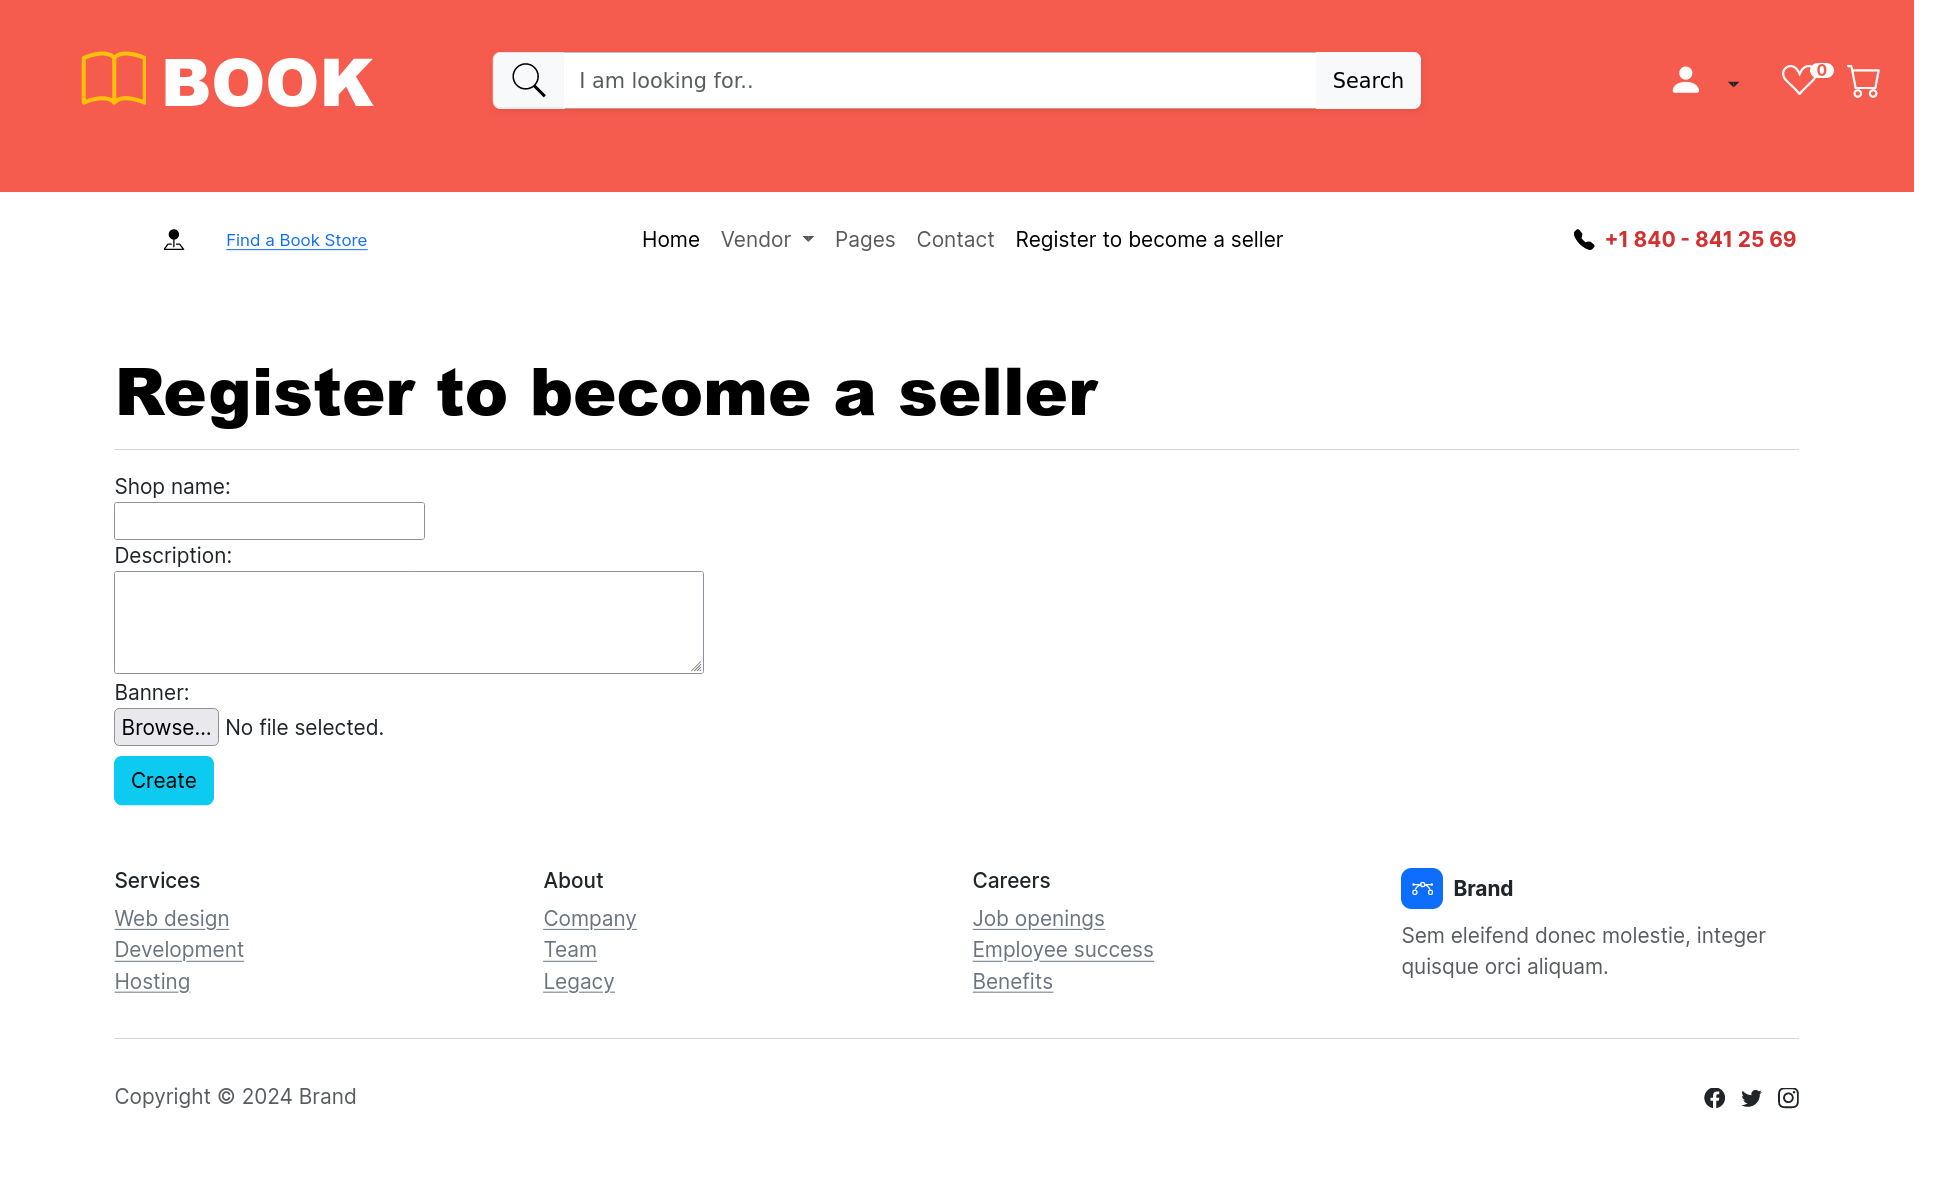 BOOK
I am looking for..
Search
0
Find a Book Store
Home Vendor Pages Contact Register to become a seller
+1 840 - 841 25 69
Register to become a seller
Shop name:
Description:
Banner:
Browse... No file selected.
Create
Services
Web design
Development
Hosting
About
Company
Team
Legacy
Careers
Job openings
Employee success
Benefits
Brand
Sem eleifend donec molestie, integer
quisque orci aliquam.
Copyright © 2024 Brand